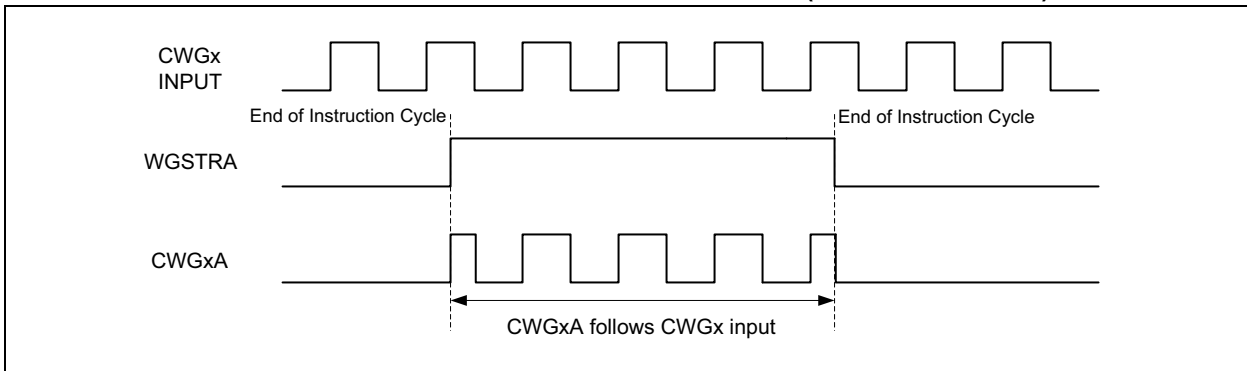 CWGx
INPUT
End of Instruction Cycle
End of Instruction Cycle
WGSTRA
CWGxA
CWGxA follows CWGx input